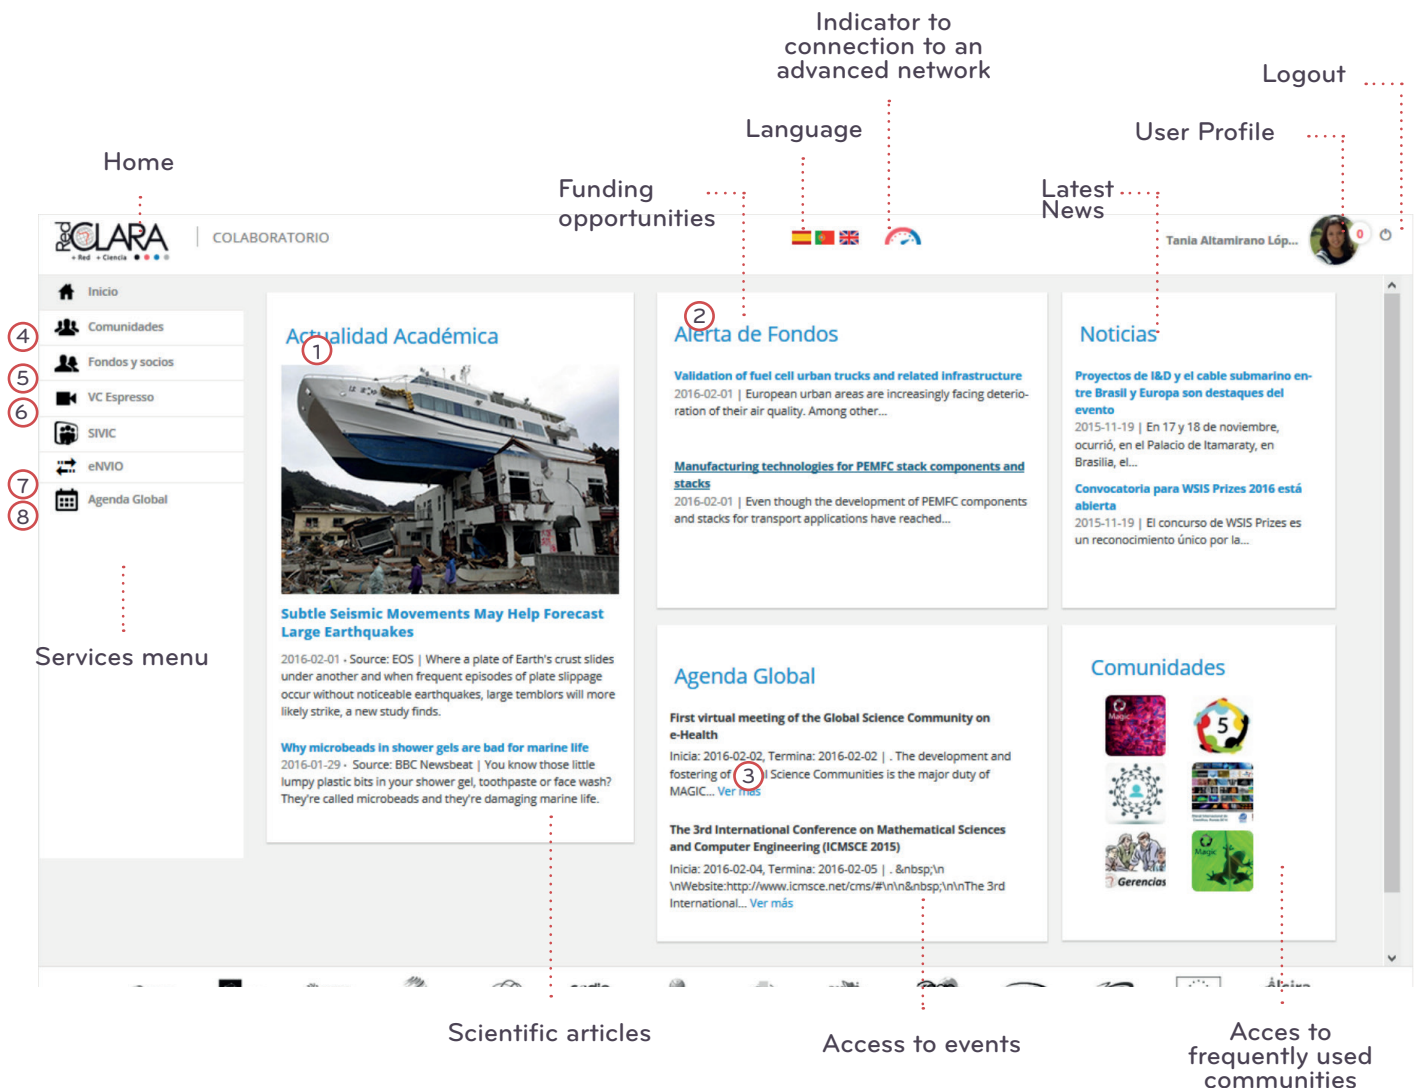 Indicator to
connection to an
advanced network
Logout
Language
User Profile
Home
Funding
opportunities
Latest
News
Red
CLARA
+ Red + Ciencia
COLABORATORIO
Tania Altamirano Lóp...
0
Inicio
4
Comunidades
Fondos y socios
5
VC Espresso
6
SIVIC
eNVIO
7
Agenda Global
8
Services menu
Actualidad Académica
1
Subtle Seismic Movements May Help Forecast
Large Earthquakes
2016-02-01 - Source: EOS | Where a plate of Earth's crust slides
under another and when frequent episodes of plate slippage
occur without noticeable earthquakes, large temblors will more
likely strike, a new study finds.
Why microbeads in shower gels are bad for marine life
2016-01-29 - Source: BBC Newsbeat | You know those little
lumpy plastic bits in your shower gel, toothpaste or face wash?
They're called microbeads and they're damaging marine life.
2
Alerta de Fondos
Validation of fuel cell urban trucks and related infrastructure
2016-02-01 | European urban areas are increasingly facing deterio-
ration of their air quality. Among other...
Manufacturing technologies for PEMFC stack components and
stacks
2016-02-01 | Even though the development of PEMFC components
and stacks for transport applications have reached...
Noticias
Proyectos de I&D y el cable submarino en-
tre Brasil y Europa son destaques del
evento
2015-11-19 | En 17 y 18 de noviembre,
ocurrió, en el Palacio de Itamaraty, en
Brasilia, el...
Convocatoria para WSIS Prizes 2016 está
abierta
2015-11-19 | El concurso de WSIS Prizes es
un reconocimiento único por la...
Agenda Global
First virtual meeting of the Global Science Community on
e-Health
Inicia: 2016-02-02, Termina: 2016-02-02 | . The development and
fostering of 3 l Science Communities is the major duty of
MAGIC... Ver más
The 3rd International Conference on Mathematical Sciences
and Computer Engineering (ICMSCE 2015)
Inicia: 2016-02-04, Termina: 2016-02-05 | . &nbsp;\n
\nWebsite:http://www.icmsce.net/cms/#\n\n&nbsp;\n\nThe 3rd
International... Ver más
Comunidades
Magic
5
Gerencias
Magic
Scientific articles
Access to events
Acces to
frequently used
communities